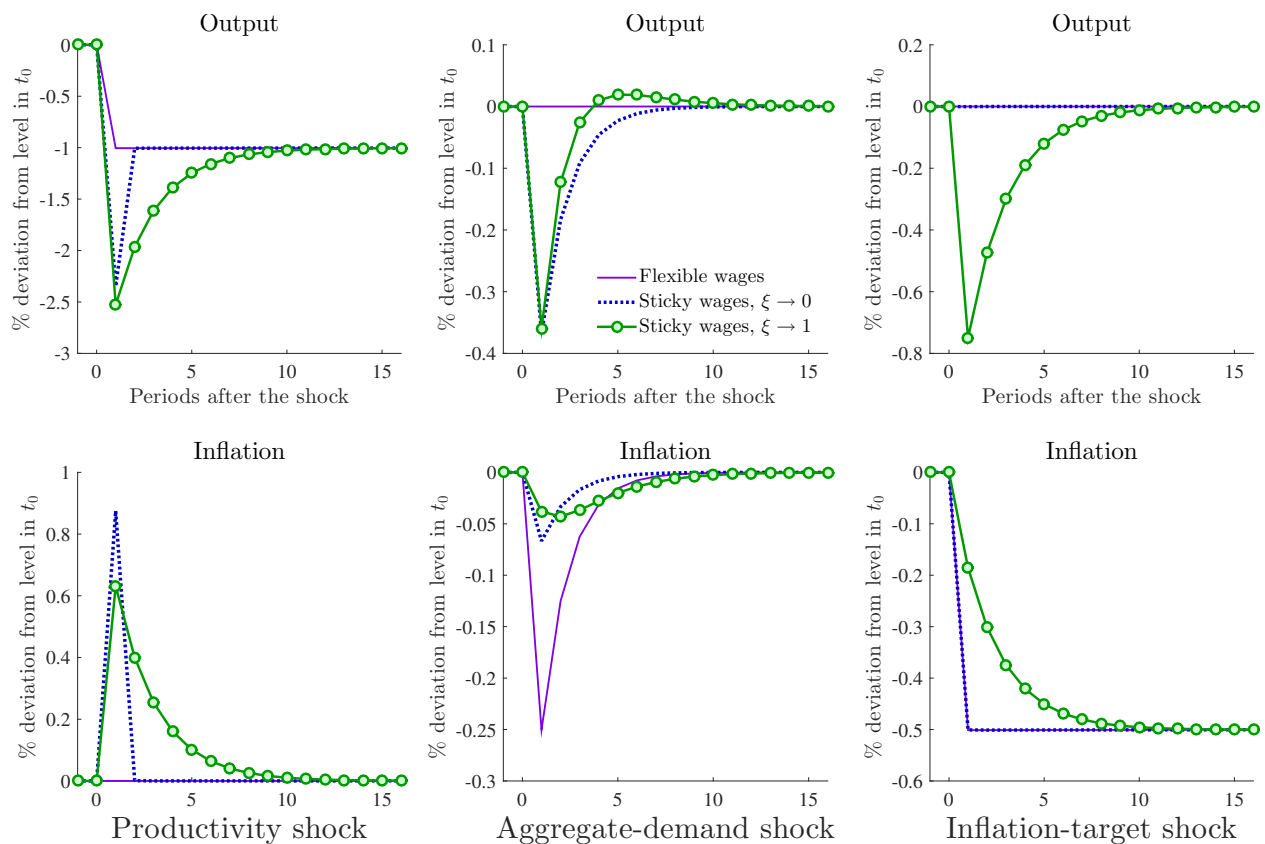 Output
% deviation from level in t0
0
-0.5
-1
-1.5
-2
-2.5
-3
0 5 10 15
Periods after the shock
Output
% deviation from level in t0
0.1
0
-0.1
-0.2
-0.3
-0.4
Flexible wages
Sticky wages, ξ → 0
Sticky wages, ξ → 1
0 5 10 15
Periods after the shock
Output
% deviation from level in t0
0.2
0
-0.2
-0.4
-0.6
-0.8
0 5 10 15
Periods after the shock
Inflation
% deviation from level in t0
1
0.8
0.6
0.4
0.2
0
0 5 10 15
Productivity shock
Inflation
% deviation from level in t0
0
-0.05
-0.1
-0.15
-0.2
-0.25
-0.3
0 5 10 15
Aggregate-demand shock
Inflation
% deviation from level in t0
0
-0.1
-0.2
-0.3
-0.4
-0.5
-0.6
0 5 10 15
Inflation-target shock